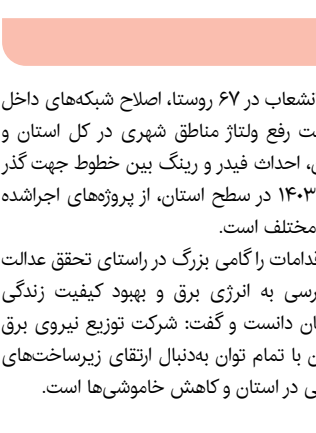 نشعاب در ۶۷ روستا، اصلاح شبکه‌های داخل
ت رفع ولتاژ مناطق شهری در کل استان و
احداث فیدر و رینگ بین خطوط جهت گذر
۱۴۰۳ در سطح استان، از پروژه‌های اجراشده
مختلف است.
قدامات را گامی بزرگ در راستای تحقق عدالت
رسی به انرژی برق و بهبود کیفیت زندگی
ان دانست و گفت: شرکت توزیع نیروی برق
ن با تمام توان به‌دنبال ارتقای زیرساخت‌های
ی در استان و کاهش خاموشی‌ها است.